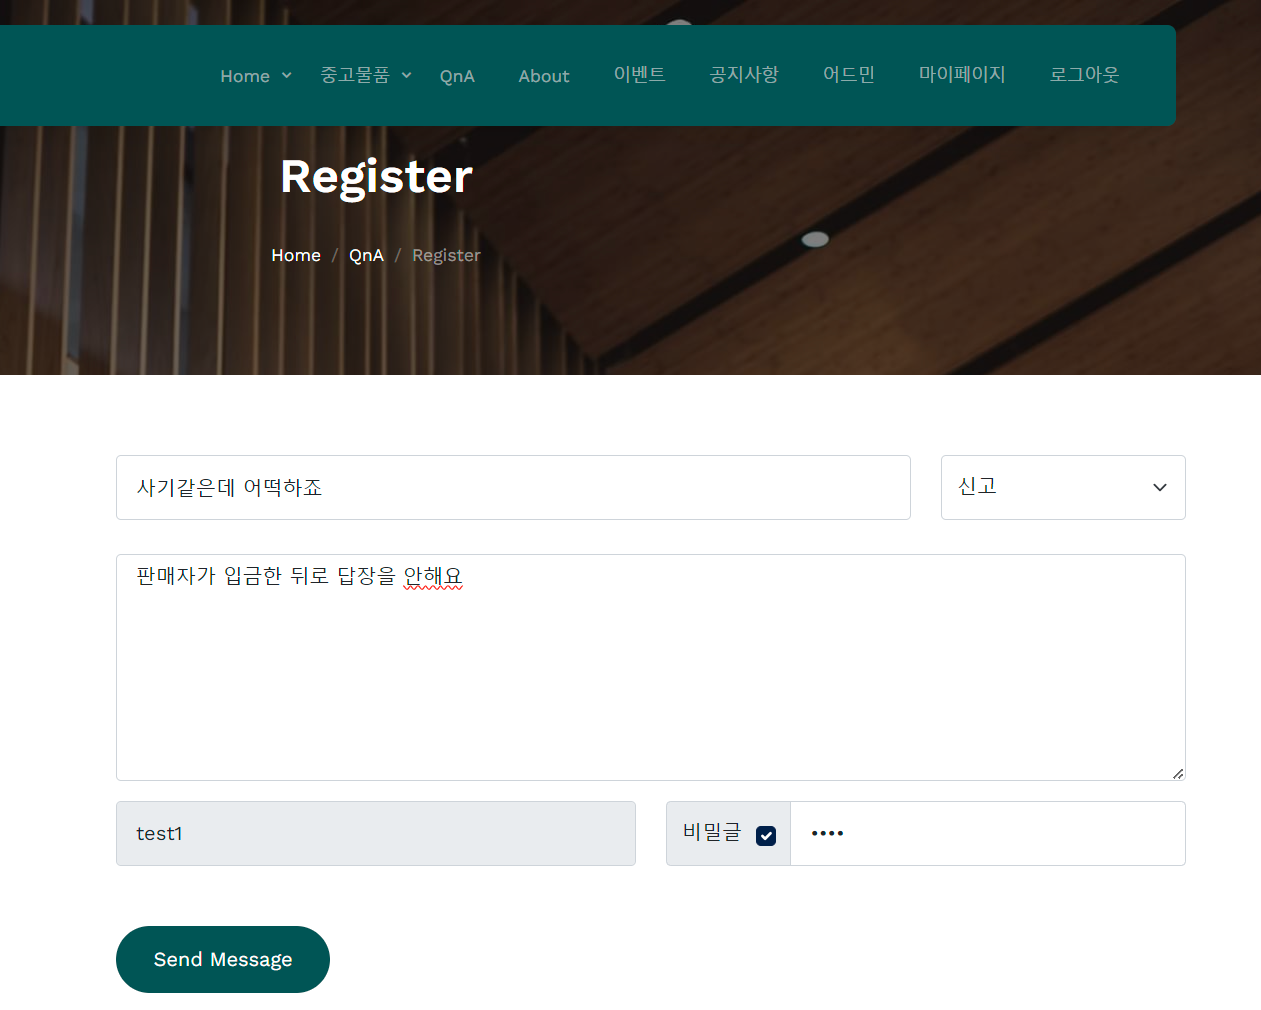 Home 중고물품 QnA About 이벤트 공지사항 어드민 마이페이지 로그아웃
Register
Home / QnA / Register
사기같은데 어떡하죠 신고
판매자가 입금한 뒤로 답장을 안해요
test1 비밀글 ••••
Send Message